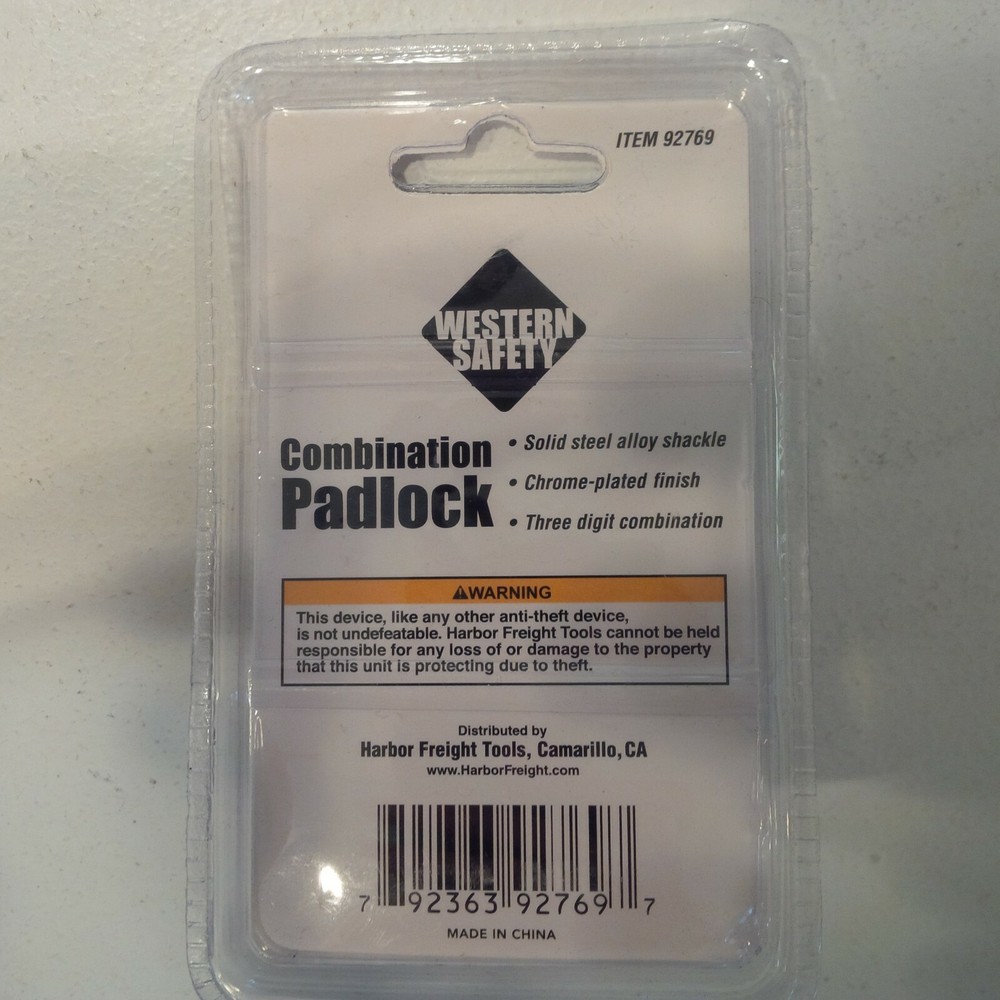 ITEM 92769
WESTERN
SAFETY
Combination
Padlock
• Solid steel alloy shackle
• Chrome-plated finish
• Three digit combination
⚠WARNING
This device, like any other anti-theft device,
is not undefeatable. Harbor Freight Tools cannot be held
responsible for any loss of or damage to the property
that this unit is protecting due to theft.
Distributed by
Harbor Freight Tools, Camarillo, CA
www.HarborFreight.com
7 92363 92769 7
MADE IN CHINA